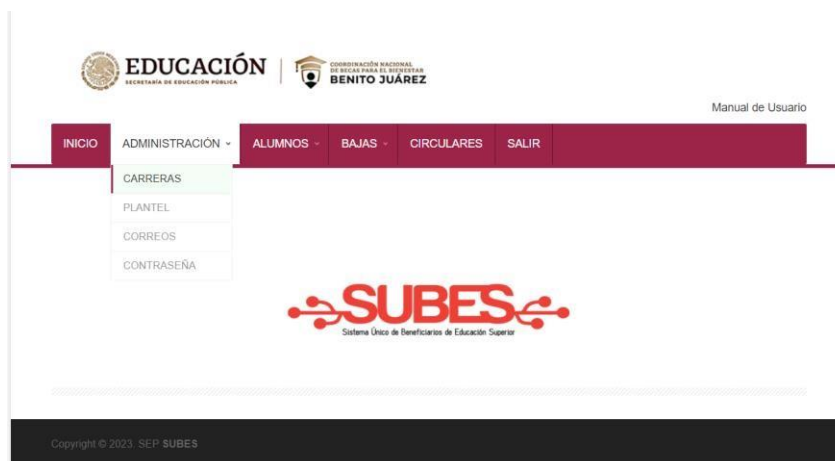 EDUCACIÓN
SECRETARÍA DE EDUCACIÓN PÚBLICA
COORDINACIÓN NACIONAL
DE BECAS PARA EL BIENESTAR
BENITO JUÁREZ
Manual de Usuario
INICIO ADMINISTRACIÓN ALUMNOS BAJAS CIRCULARES SALIR
CARRERAS
PLANTEL
CORREOS
CONTRASEÑA
SUBES
Sistema Único de Beneficiarios de Educación Superior
Copyright © 2023. SEP SUBES